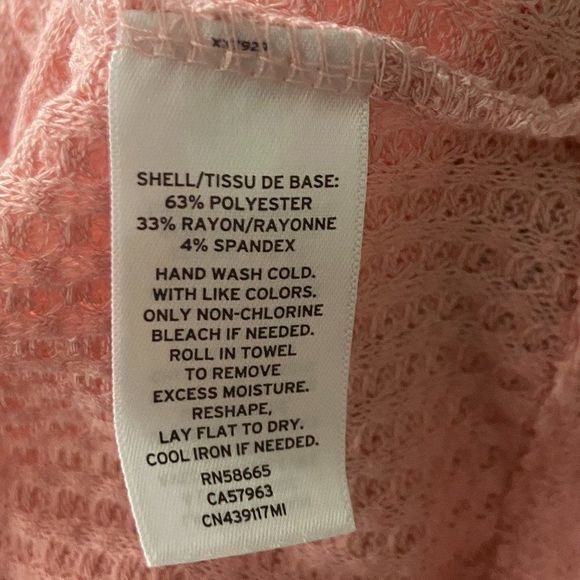 SHELL/TISSU DE BASE:
63% POLYESTER
33% RAYON/RAYONNE
4% SPANDEX
HAND WASH COLD.
WITH LIKE COLORS.
ONLY NON-CHLORINE
BLEACH IF NEEDED.
ROLL IN TOWEL
TO REMOVE
EXCESS MOISTURE.
RESHAPE,
LAY FLAT TO DRY.
COOL IRON IF NEEDED.
RN58665
CA57963
CN439117MI